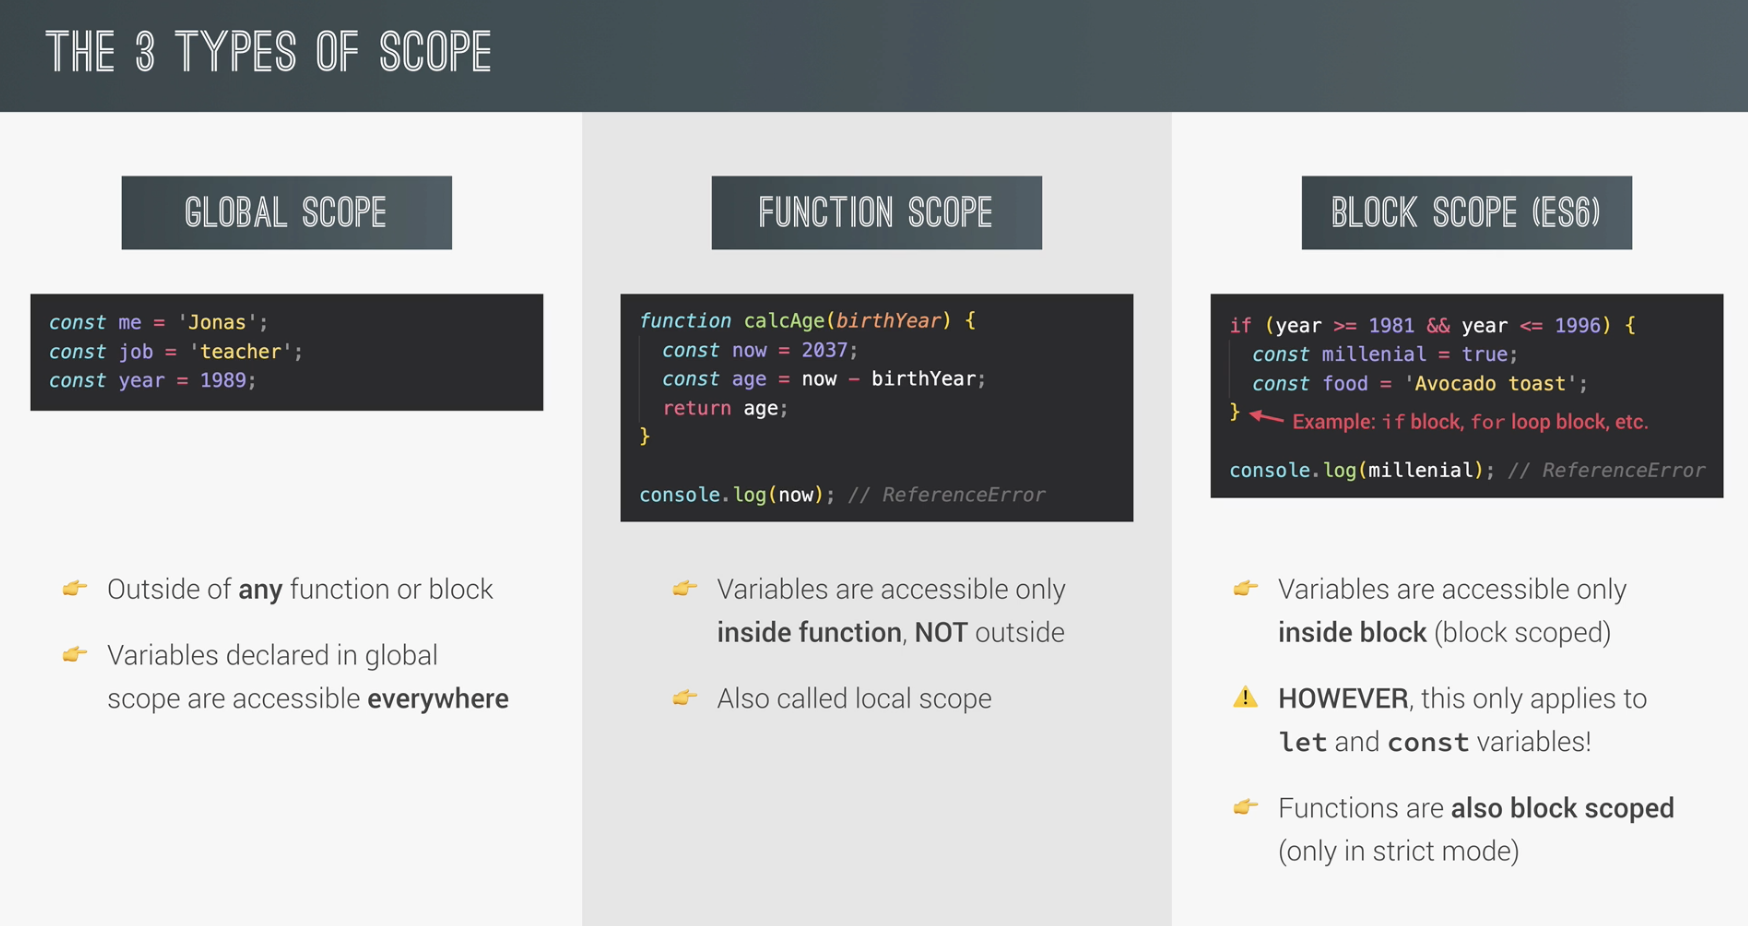 THE 3 TYPES OF SCOPE
GLOBAL SCOPE
const me = 'Jonas';
const job = 'teacher';
const year = 1989;
👉 Outside of any function or block
👉 Variables declared in global
scope are accessible everywhere
FUNCTION SCOPE
function calcAge(birthYear) {
  const now = 2037;
  const age = now − birthYear;
  return age;
}
console.log(now); // ReferenceError
👉 Variables are accessible only
inside function, NOT outside
👉 Also called local scope
BLOCK SCOPE (ES6)
if (year >= 1981 && year <= 1996) {
  const millenial = true;
  const food = 'Avocado toast';
} Example: if block, for loop block, etc.
console.log(millenial); // ReferenceError
👉 Variables are accessible only
inside block (block scoped)
⚠️ HOWEVER, this only applies to
let and const variables!
👉 Functions are also block scoped
(only in strict mode)